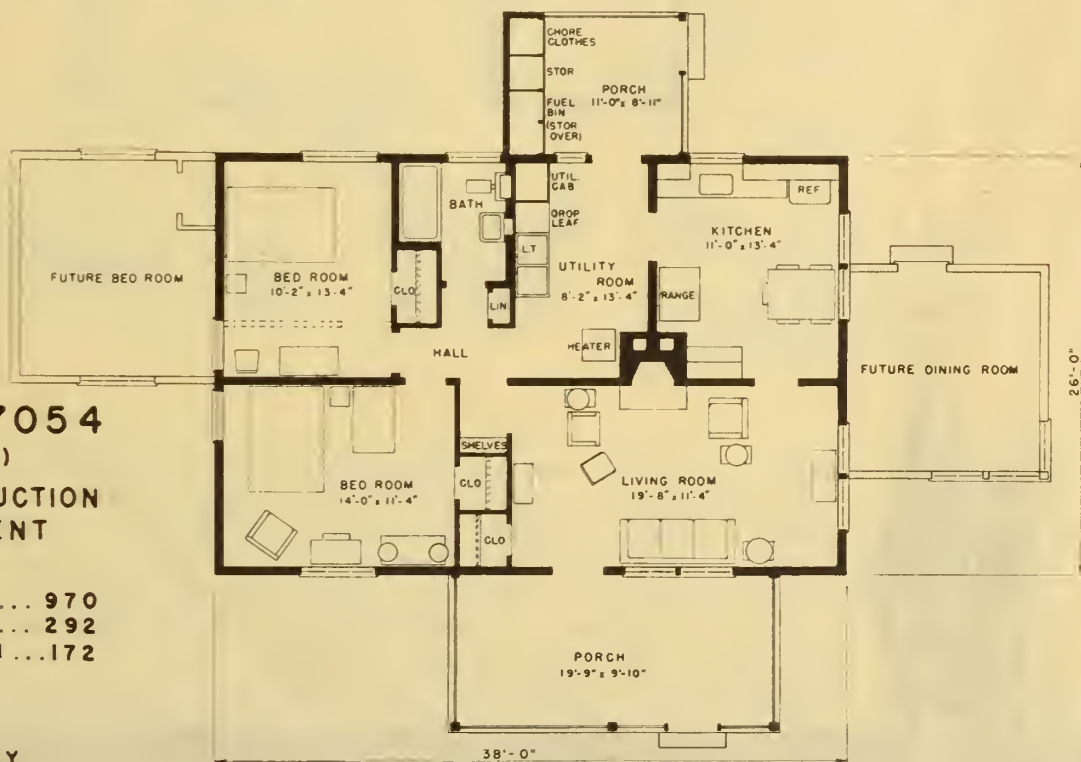 CHORE
CLOTHES
STOR
FUEL
BIN
(STOR
OVER)
PORCH
11'-0" x 8'-11"
UTIL.
CAB
DROP
LEAF
L.T.
BATH
REF
KITCHEN
11'-0" x 13'-4"
FUTURE BED ROOM
BED ROOM
10'-2" x 13'-4"
CLO
LIN
UTILITY
ROOM
8'-2" x 13'-4"
RANGE
HEATER
HALL
FUTURE DINING ROOM
26'-0"
7054
)
UCTION
ENT
... 970
... 292
...172
Y
SHELVES
BED ROOM
14'-0" x 11'-4"
CLO
CLO
LIVING ROOM
19'-8" x 11'-4"
PORCH
19'-9" x 9'-10"
38'-0"